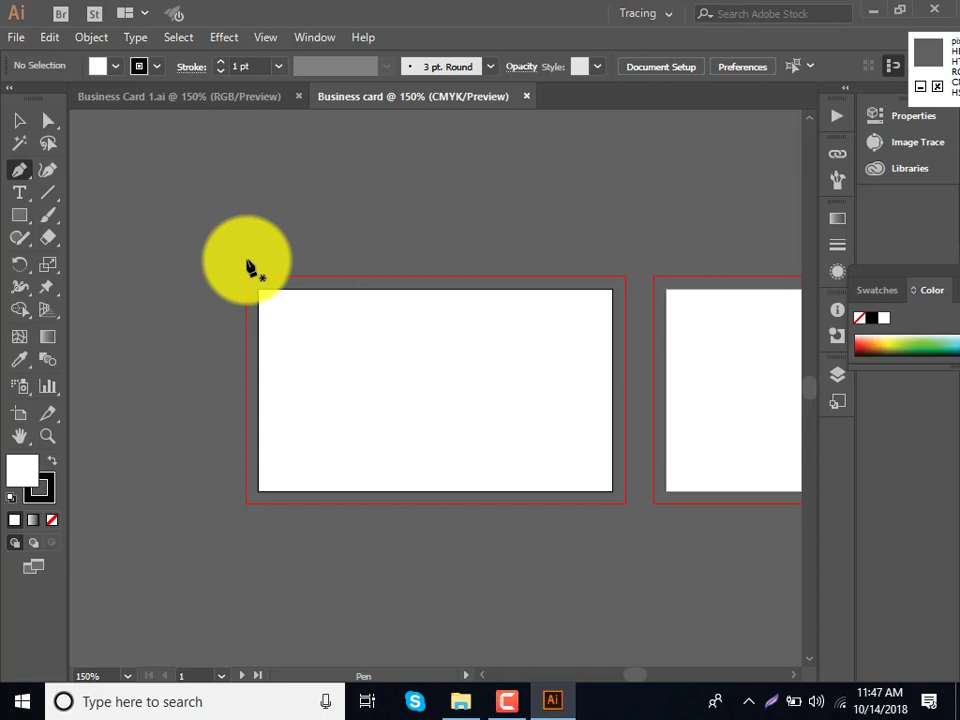 Ai Br St Tracing Search Adobe Stock
File Edit Object Type Select Effect View Window Help
No Selection Stroke: 1 pt 3 pt. Round Opacity Style: Document Setup Preferences
Business Card 1.ai @ 150% (RGB/Preview) × Business card @ 150% (CMYK/Preview) ×
Properties
Image Trace
Libraries
T
Swatches Color
150% 1 Pen
Type here to search
Ai
11:47 AM
10/14/2018